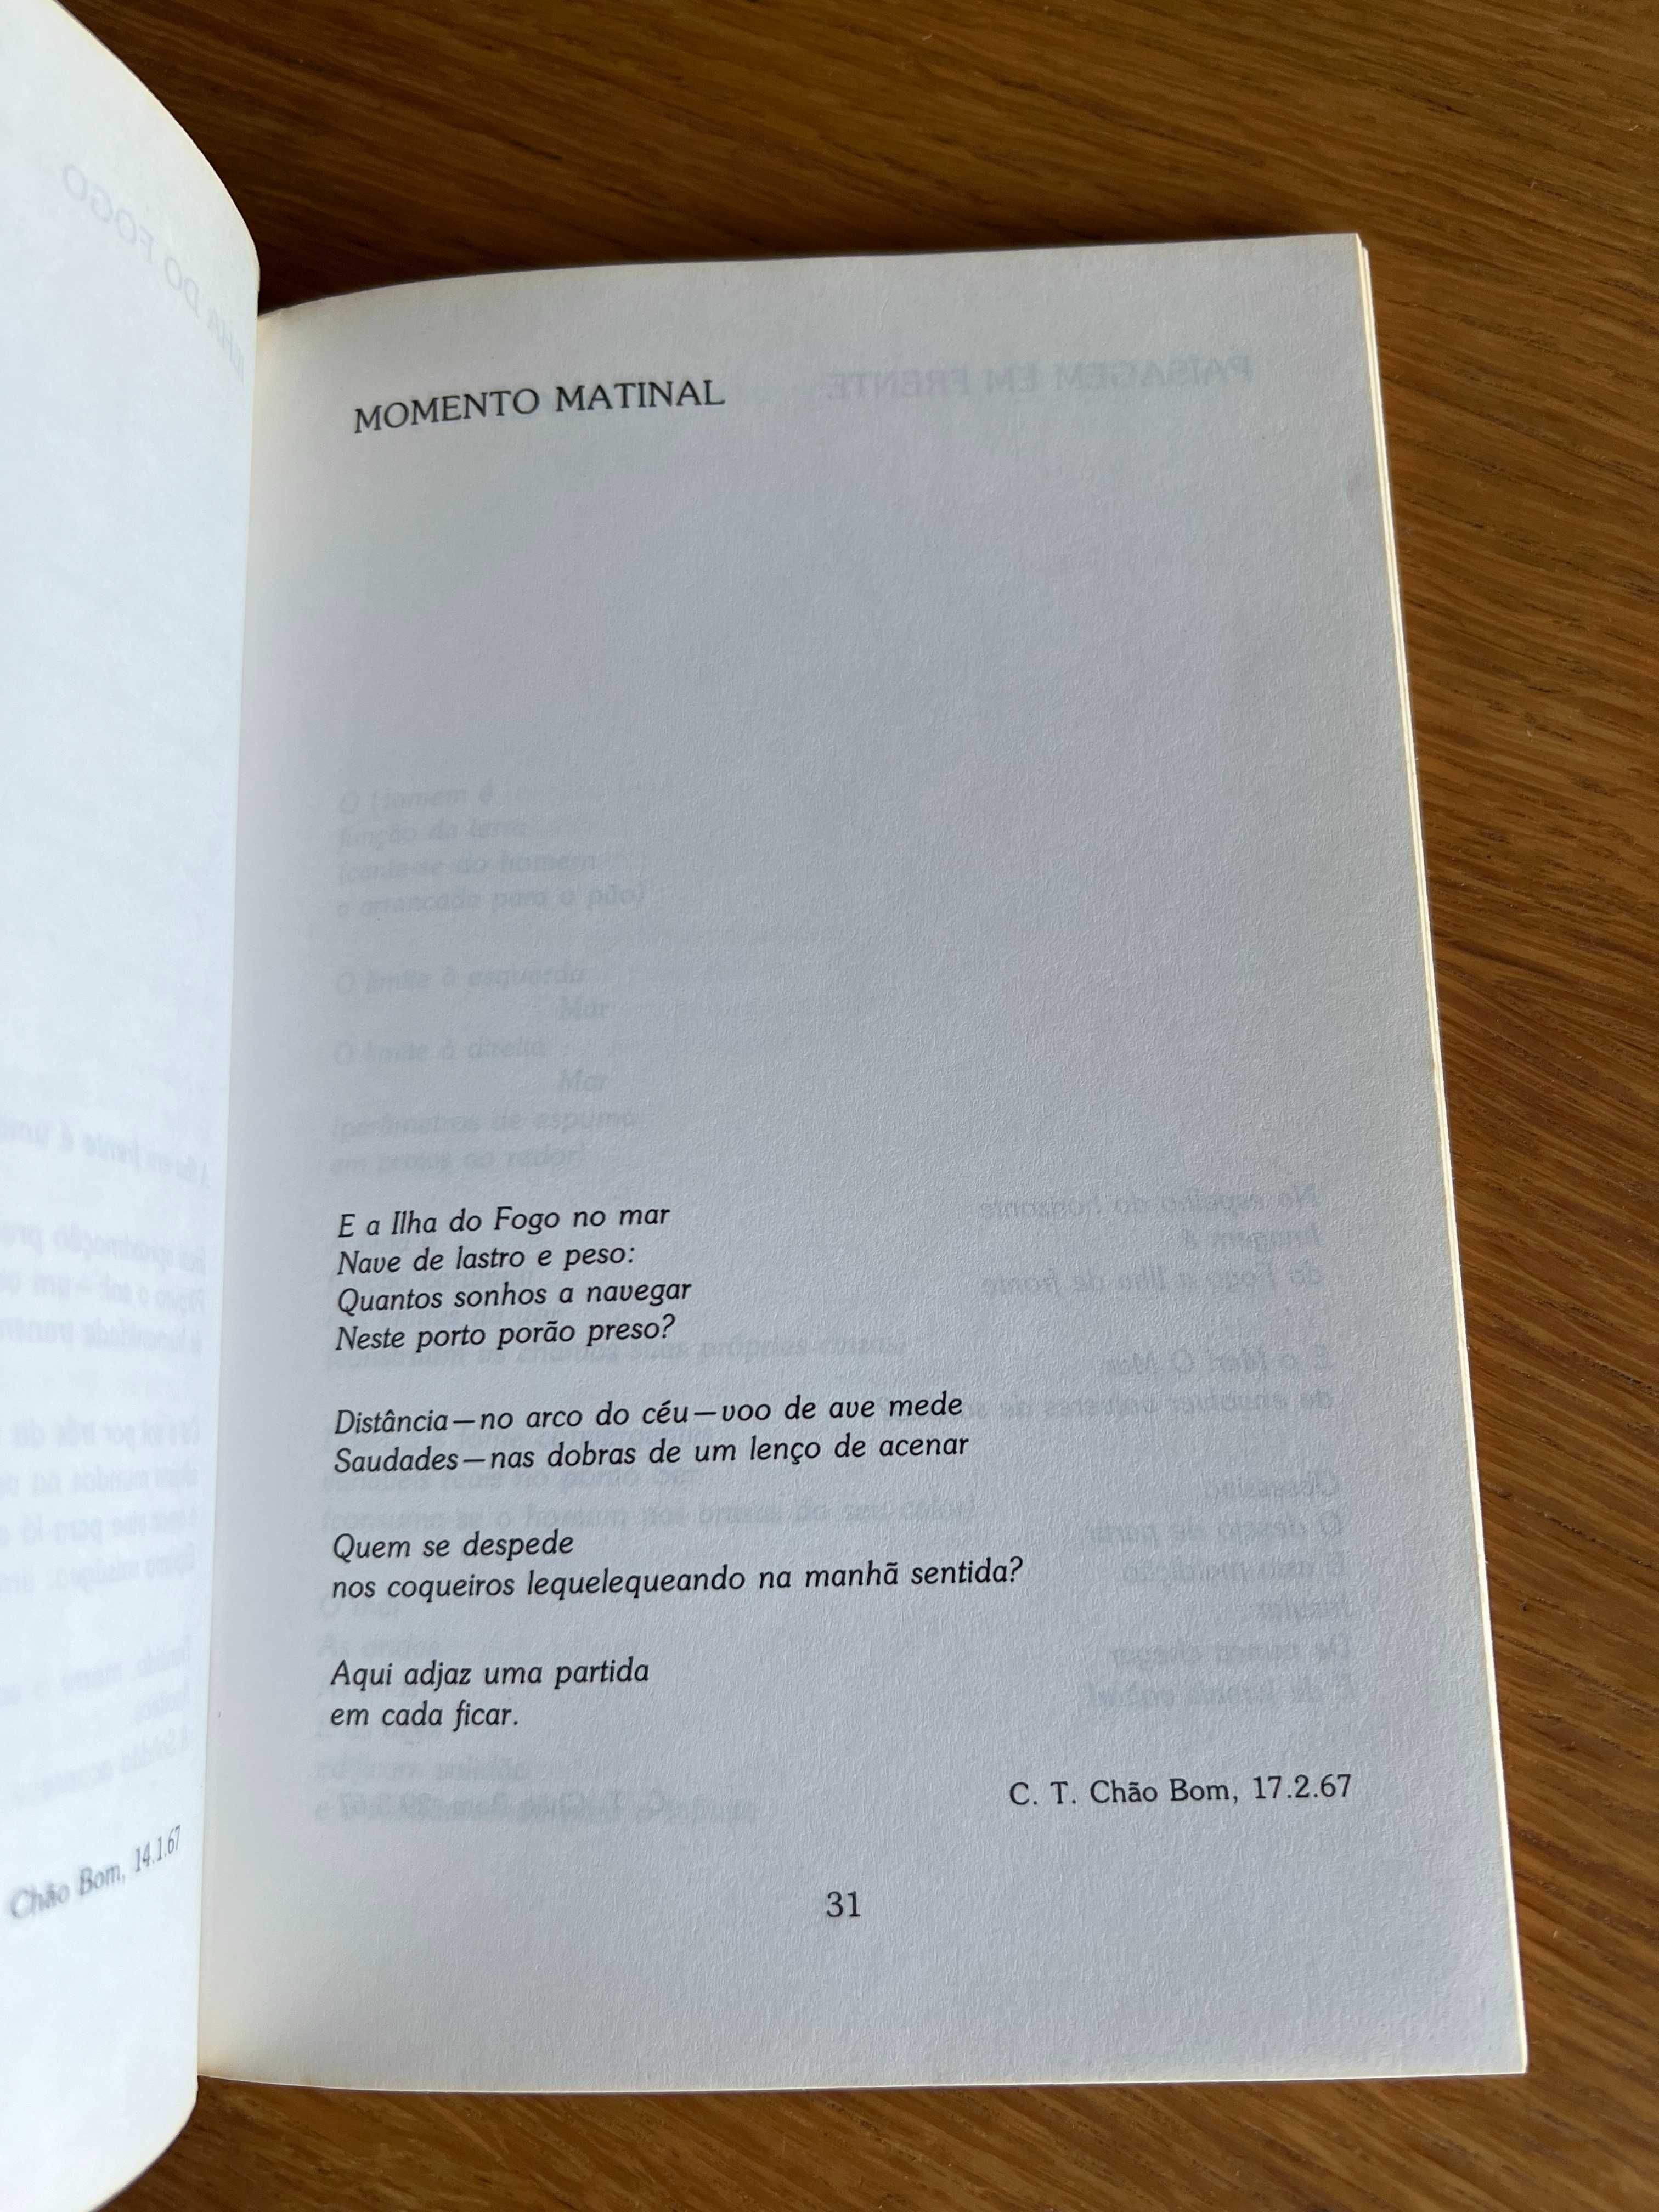 Chão Bom, 14.1.67
MOMENTO MATINAL
E a Ilha do Fogo no mar
Nave de lastro e peso:
Quantos sonhos a navegar
Neste porto porão preso?
Distância—no arco do céu—voo de ave mede
Saudades—nas dobras de um lenço de acenar
Quem se despede
nos coqueiros lequelequeando na manhã sentida?
Aqui adjaz uma partida
em cada ficar.
C. T. Chão Bom, 17.2.67
31